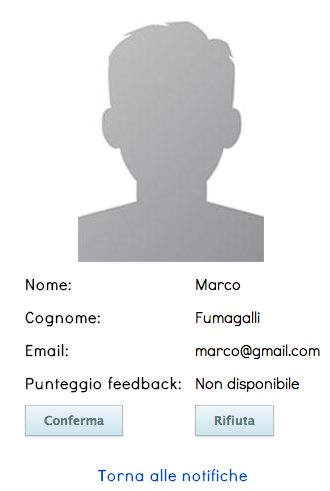 Nome: Marco
Cognome: Fumagalli
Email: marco@gmail.com
Punteggio feedback: Non disponibile
Conferma Rifiuta
Torna alle notifiche